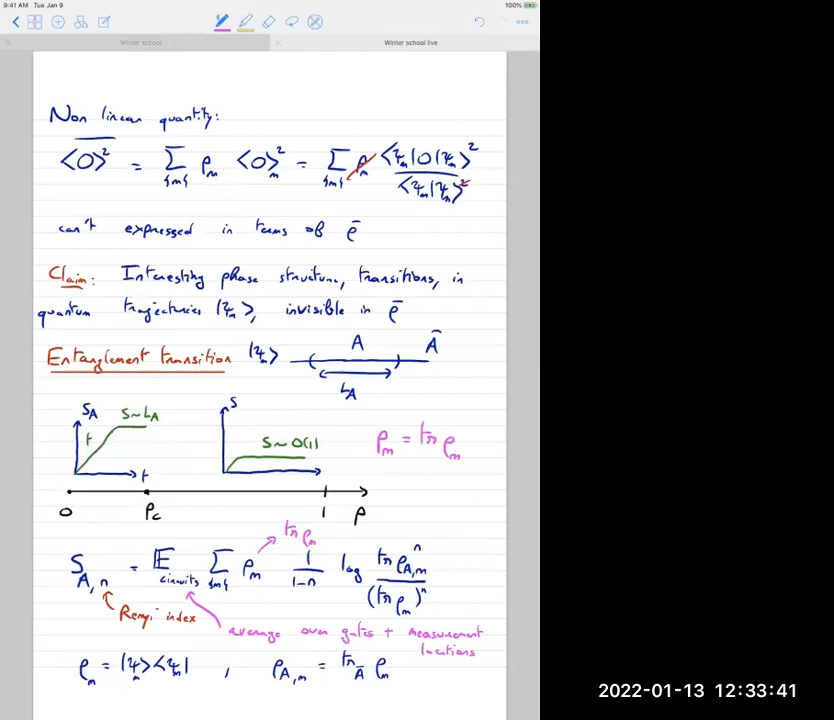 9:41 AM Tue Jan 9
100%
Winter school
Winter school live
Non linear quantity:
<O>² = Σ_{m} p_m <O>_m² = Σ_{m} p_m <ψ_m|O|ψ_m>² / <ψ_m|ψ_m>²
can't expressed in terms of ρ̄
Claim: Interesting phase structure, transitions, in
quantum trajectories |ψ_m>, invisible in ρ̄
Entanglement transition |ψ_m> A Ā
L_A
S_A S~L_A t t
S S~O(1)
p_m = tr ρ_m
0 p_c 1 p
tr ρ_m
S_{A,n} = 𝔼_{circuits} Σ_{m} p_m 1/(1-n) log tr ρ_{A,m}^n / (tr ρ_m)^n
Renyi index
average over gates + measurement
locations
ρ_m = |ψ_m><ψ_m| , ρ_{A,m} = tr_Ā ρ_m
2022-01-13 12:33:41